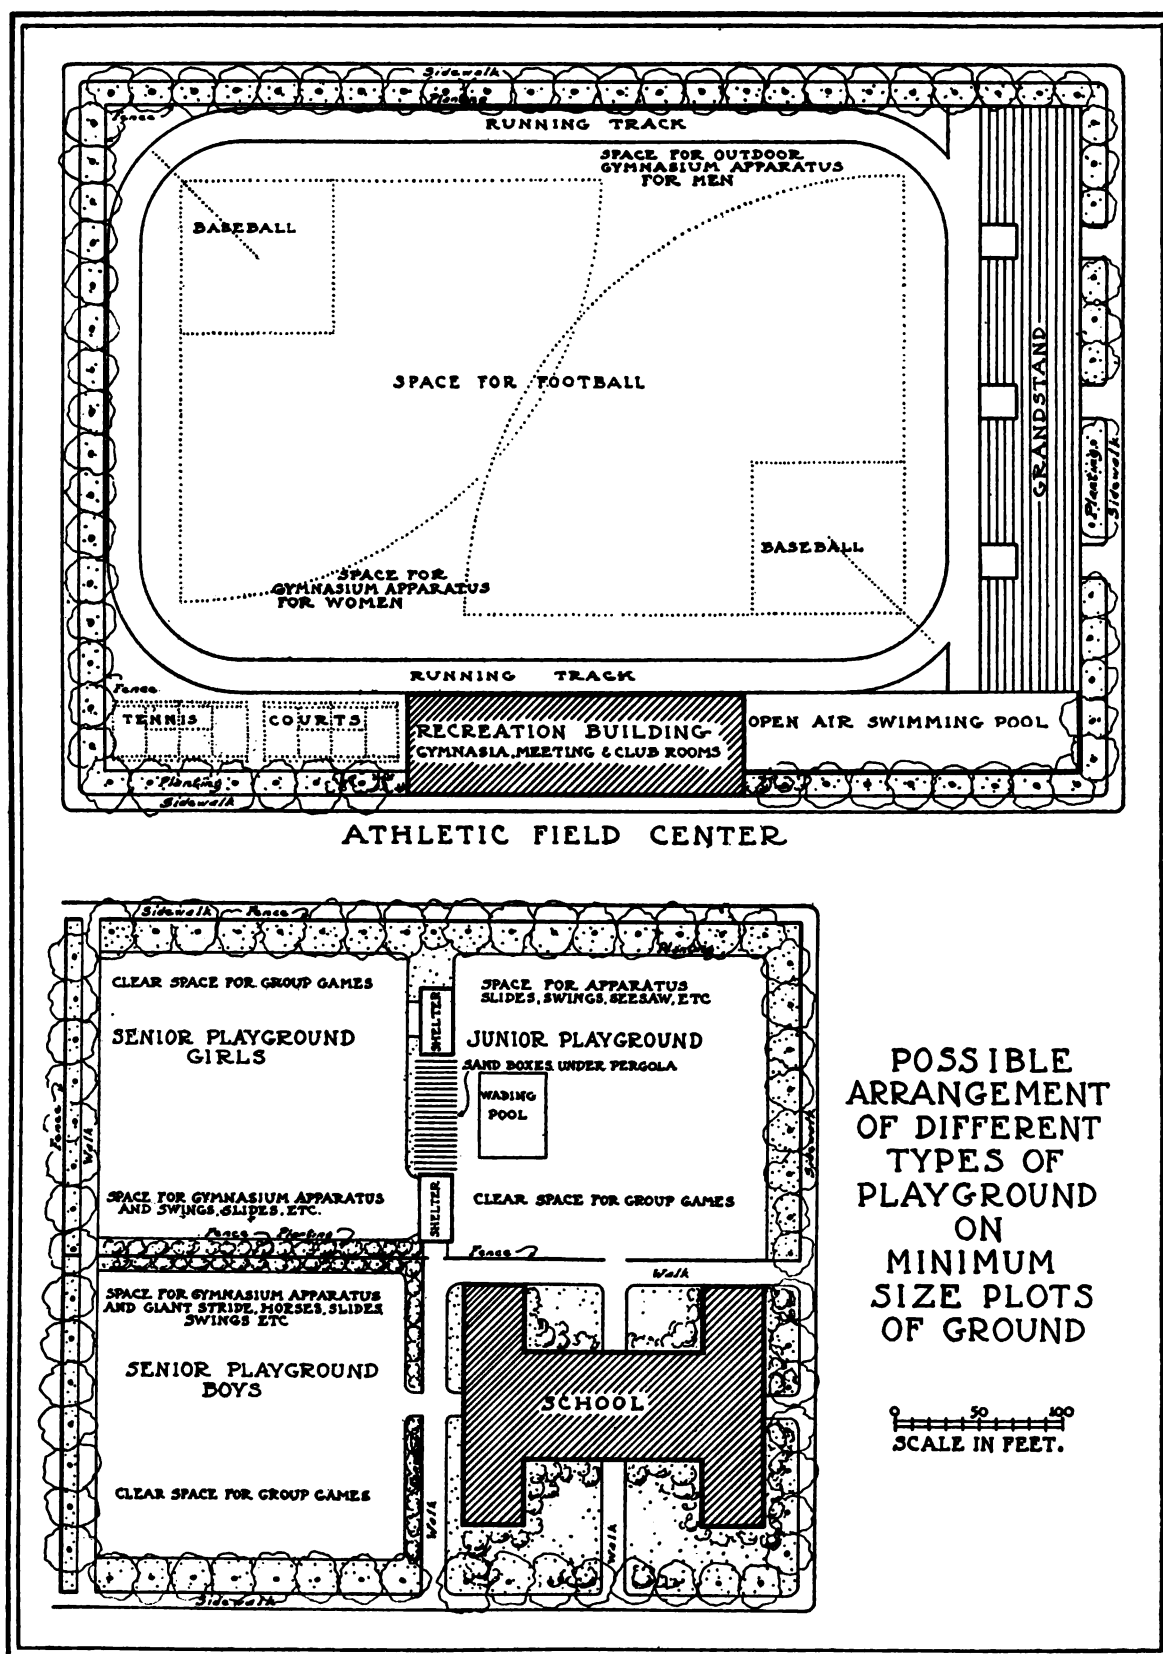 Sidewalk
Planting
Fence
RUNNING TRACK
SPACE FOR OUTDOOR
GYMNASIUM APPARATUS
FOR MEN
BASEBALL
SPACE FOR FOOTBALL
GRANDSTAND
Planting
Sidewalk
BASEBALL
SPACE FOR
GYMNASIUM APPARATUS
FOR WOMEN
RUNNING TRACK
Fence
TENNIS COURTS
RECREATION BUILDING
GYMNASIA, MEETING & CLUB ROOMS
OPEN AIR SWIMMING POOL
Planting
Sidewalk
ATHLETIC FIELD CENTER
Sidewalk Fence
Planting
CLEAR SPACE FOR GROUP GAMES
SENIOR PLAYGROUND
GIRLS
SHELTER
SPACE FOR APPARATUS
SLIDES, SWINGS, SEESAW, ETC
JUNIOR PLAYGROUND
SAND BOXES UNDER PERGOLA
WADING
POOL
Fence
Walk
Sidewalk
SPACE FOR GYMNASIUM APPARATUS
AND SWINGS, SLIDES, ETC.
SHELTER
CLEAR SPACE FOR GROUP GAMES
Fence Planting
Fence
Walk
SPACE FOR GYMNASIUM APPARATUS
AND GIANT STRIDE, HORSES, SLIDES
SWINGS ETC
SENIOR PLAYGROUND
BOYS
SCHOOL
CLEAR SPACE FOR GROUP GAMES
Walk
Walk
Sidewalk
POSSIBLE
ARRANGEMENT
OF DIFFERENT
TYPES OF
PLAYGROUND
ON
MINIMUM
SIZE PLOTS
OF GROUND
0 50 100
SCALE IN FEET.